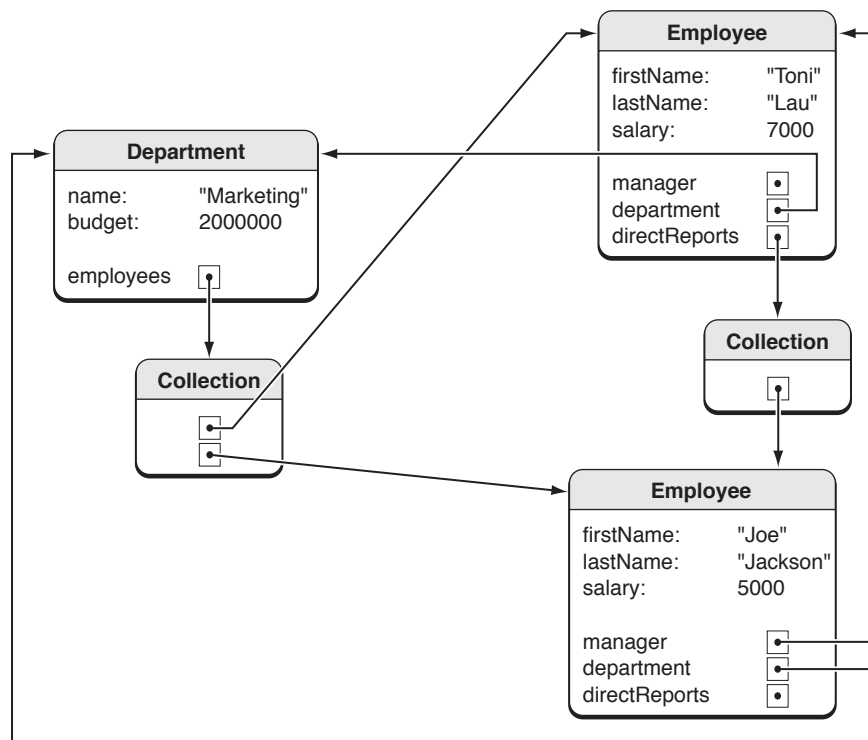 Department
name: "Marketing"
budget: 2000000
employees
Collection
Employee
firstName: "Toni"
lastName: "Lau"
salary: 7000
manager
department
directReports
Collection
Employee
firstName: "Joe"
lastName: "Jackson"
salary: 5000
manager
department
directReports